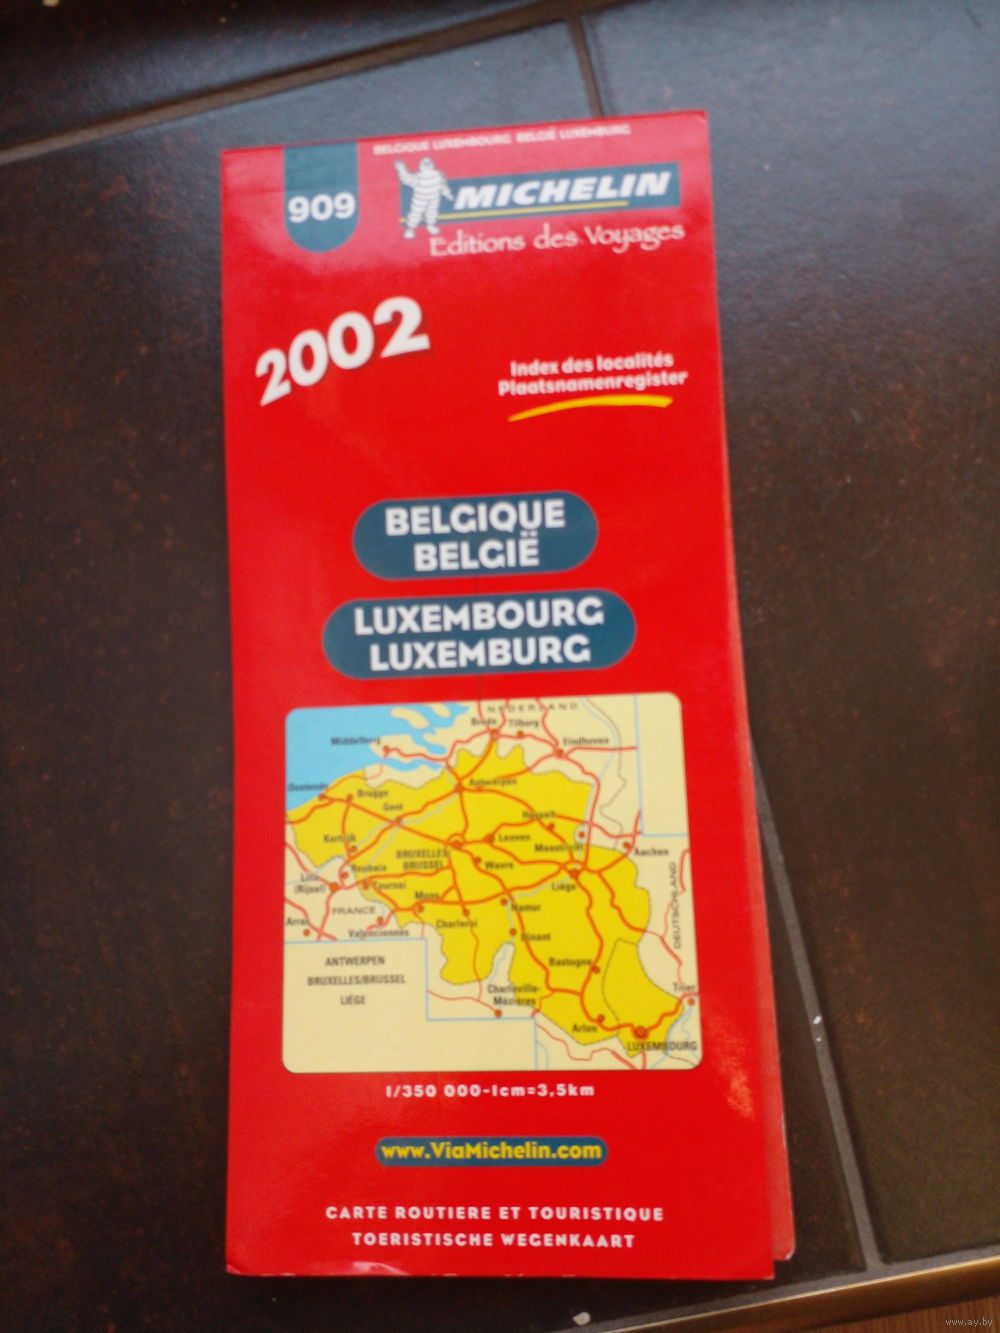 BELGIQUE LUXEMBOURG BELGIË LUXEMBURG
909
MICHELIN
Editions des Voyages
2002
Index des localités
Plaatsnamenregister
BELGIQUE
BELGIË
LUXEMBOURG
LUXEMBURG
NEDERLAND
Breda Tilburg
Middelburg
Eindhoven
Oostende
Brugge
Antwerpen
Gent
Hasselt
Kortrijk
Leuven
Maastricht
Aachen
BRUXELLES/
BRUSSEL
Wavre
Roubaix
Lille
(Rijsel)
Tournai
Liège
Mons
Namur
FRANCE
Charleroi
DEUTSCHLAND
Arras
Valenciennes
Dinant
ANTWERPEN
BRUXELLES/BRUSSEL
LIÈGE
Bastogne
Charleville-
Mézières
Trier
Arlon
LUXEMBOURG
1/350 000-1cm=3,5km
www.ViaMichelin.com
CARTE ROUTIERE ET TOURISTIQUE
TOERISTISCHE WEGENKAART
www.ay.by